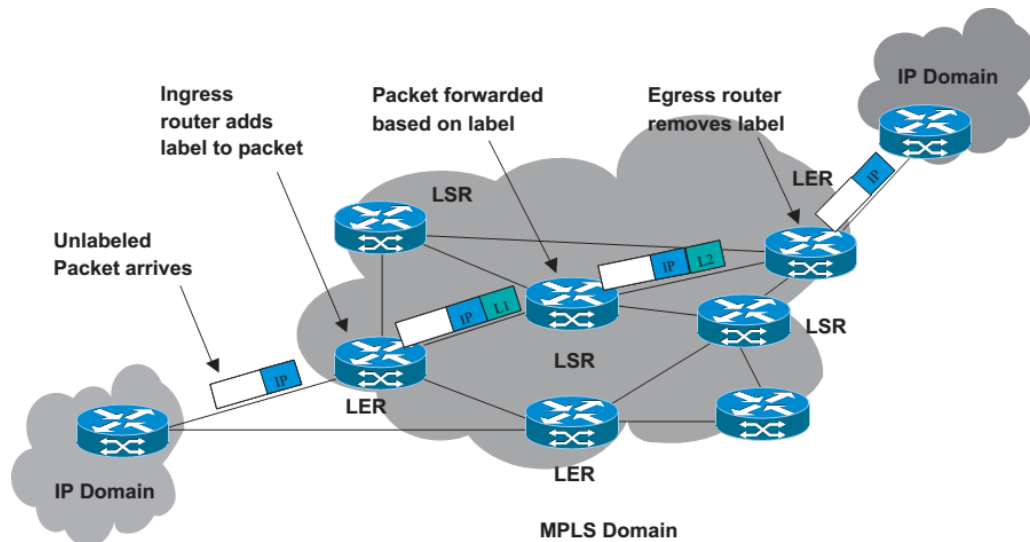 IP Domain
Ingress
router adds
label to packet
Packet forwarded
based on label
Egress router
removes label
LER
IP
LSR
Unlabeled
Packet arrives
IP L2
IP L1
LSR
LSR
IP
LER
LER
IP Domain
MPLS Domain